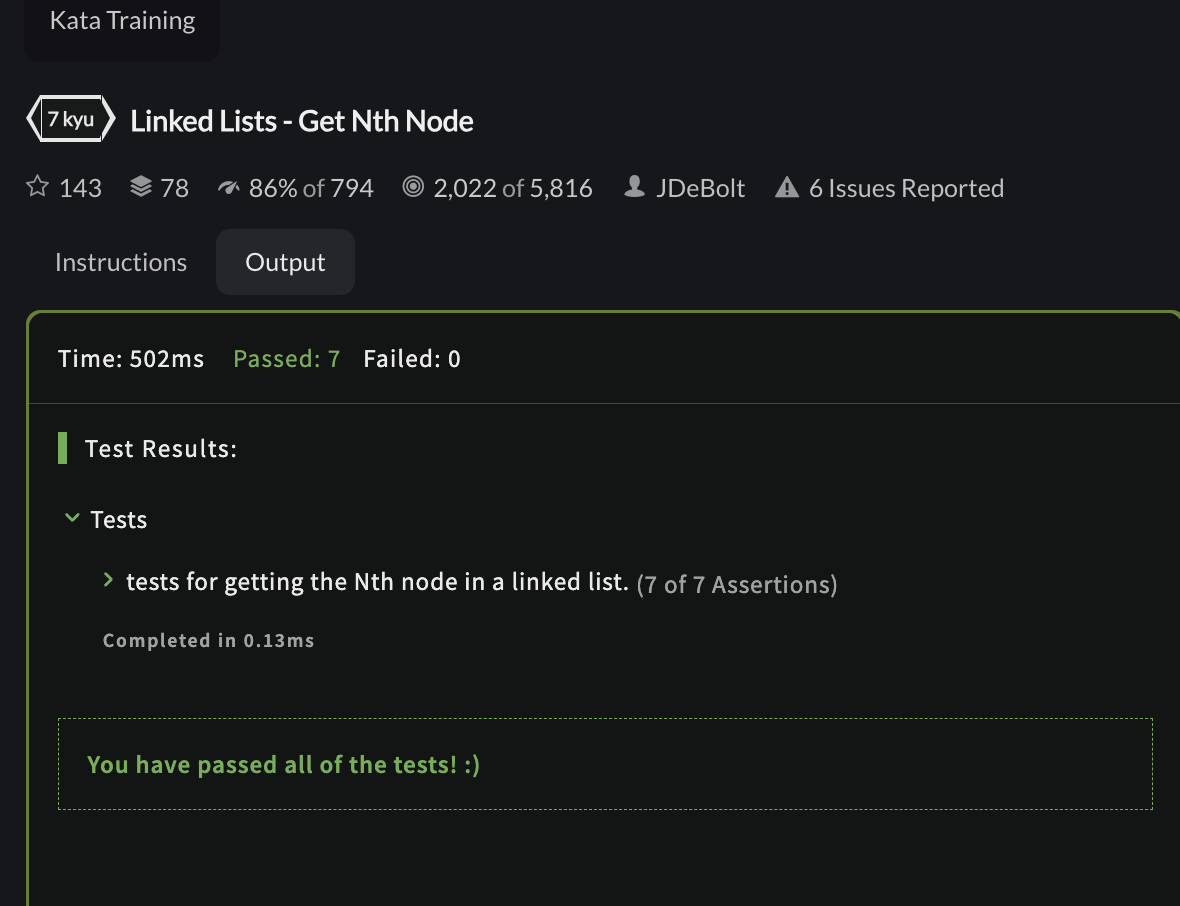 Kata Training
7 kyu Linked Lists - Get Nth Node
143 78 86% of 794 2,022 of 5,816 JDeBolt 6 Issues Reported
Instructions Output
Time: 502ms Passed: 7 Failed: 0
Test Results:
Tests
tests for getting the Nth node in a linked list. (7 of 7 Assertions)
Completed in 0.13ms
You have passed all of the tests! :)